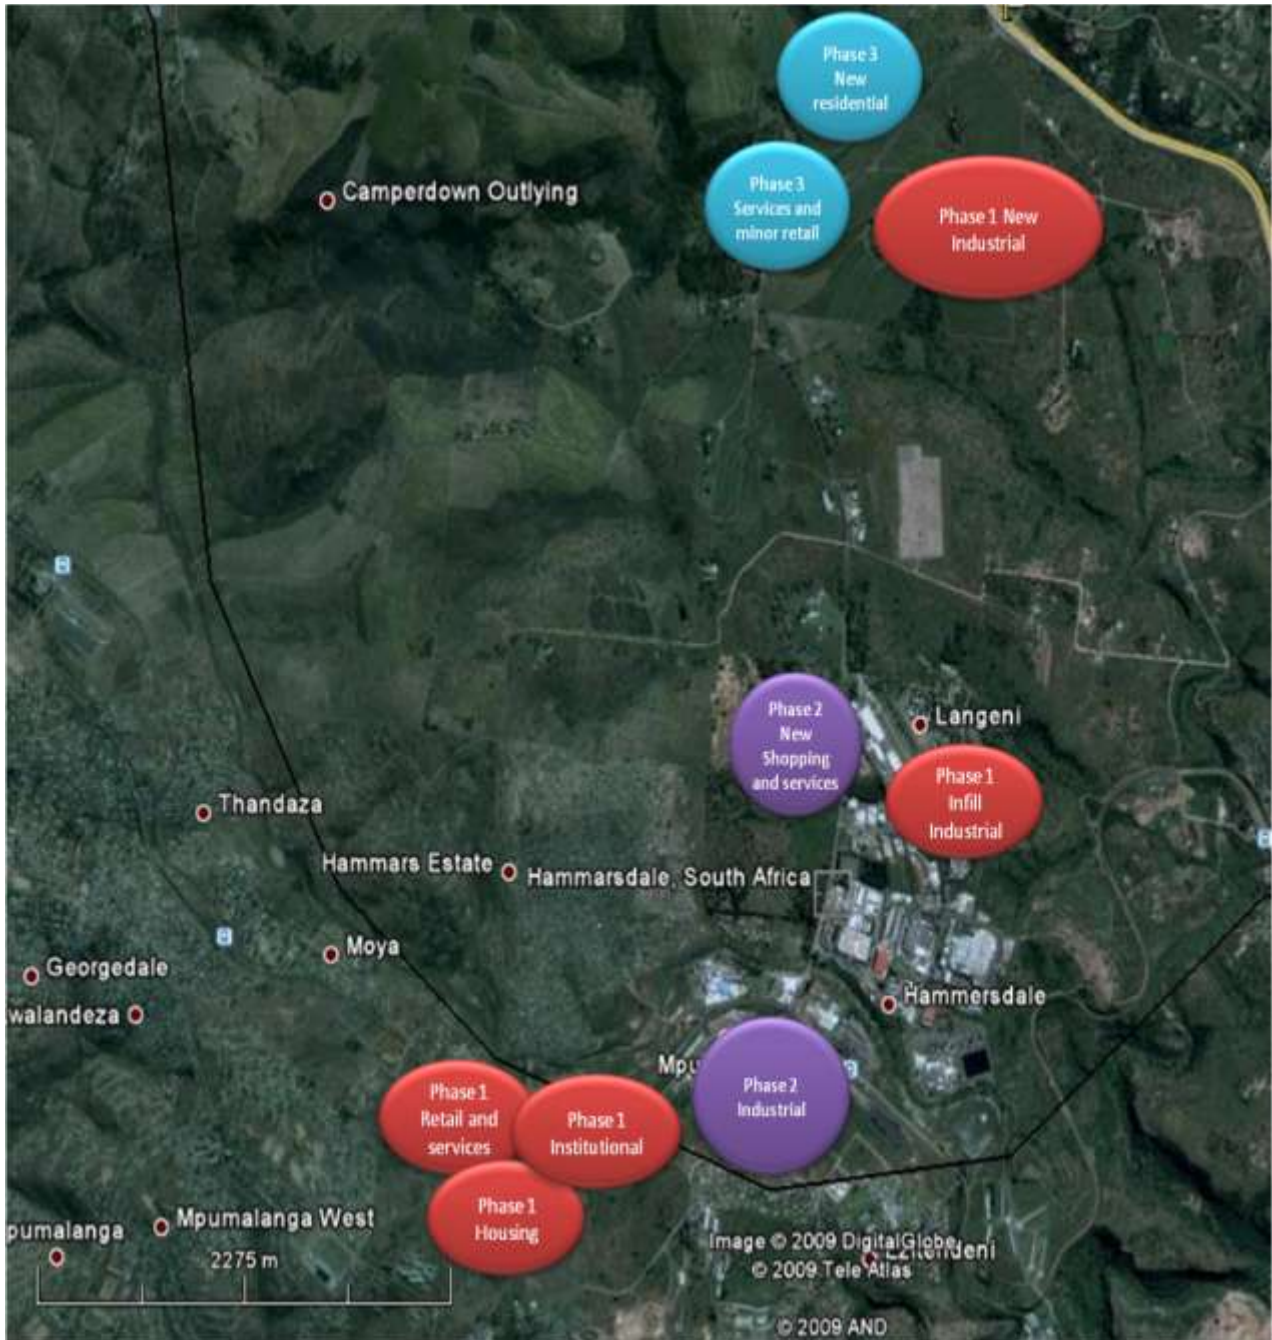 Phase 3
New
residential
Phase 3
Services and
minor retail
Phase 1 New
Industrial
Camperdown Outlying
Phase 2
New
Shopping
and services
Langeni
Phase 1
Infill
Industrial
Thandaza
Hammars Estate
Hammarsdale, South Africa
Moya
Georgedale
walandeza
Hammersdale
Mpu
Phase 2
Industrial
Phase 1
Retail and
services
Phase 1
Institutional
Phase 1
Housing
Mpumalanga West
pumalanga
2275 m
Image © 2009 DigitalGlobe
© 2009 Tele Atlas
© 2009 AND